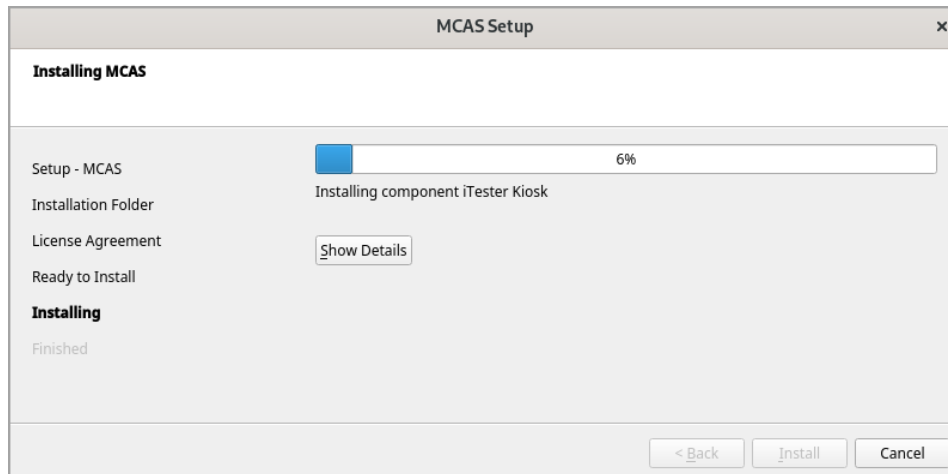 MCAS Setup
Installing MCAS
Setup - MCAS
Installation Folder
License Agreement
Ready to Install
Installing
Finished
6%
Installing component iTester Kiosk
Show Details
< Back
Install
Cancel